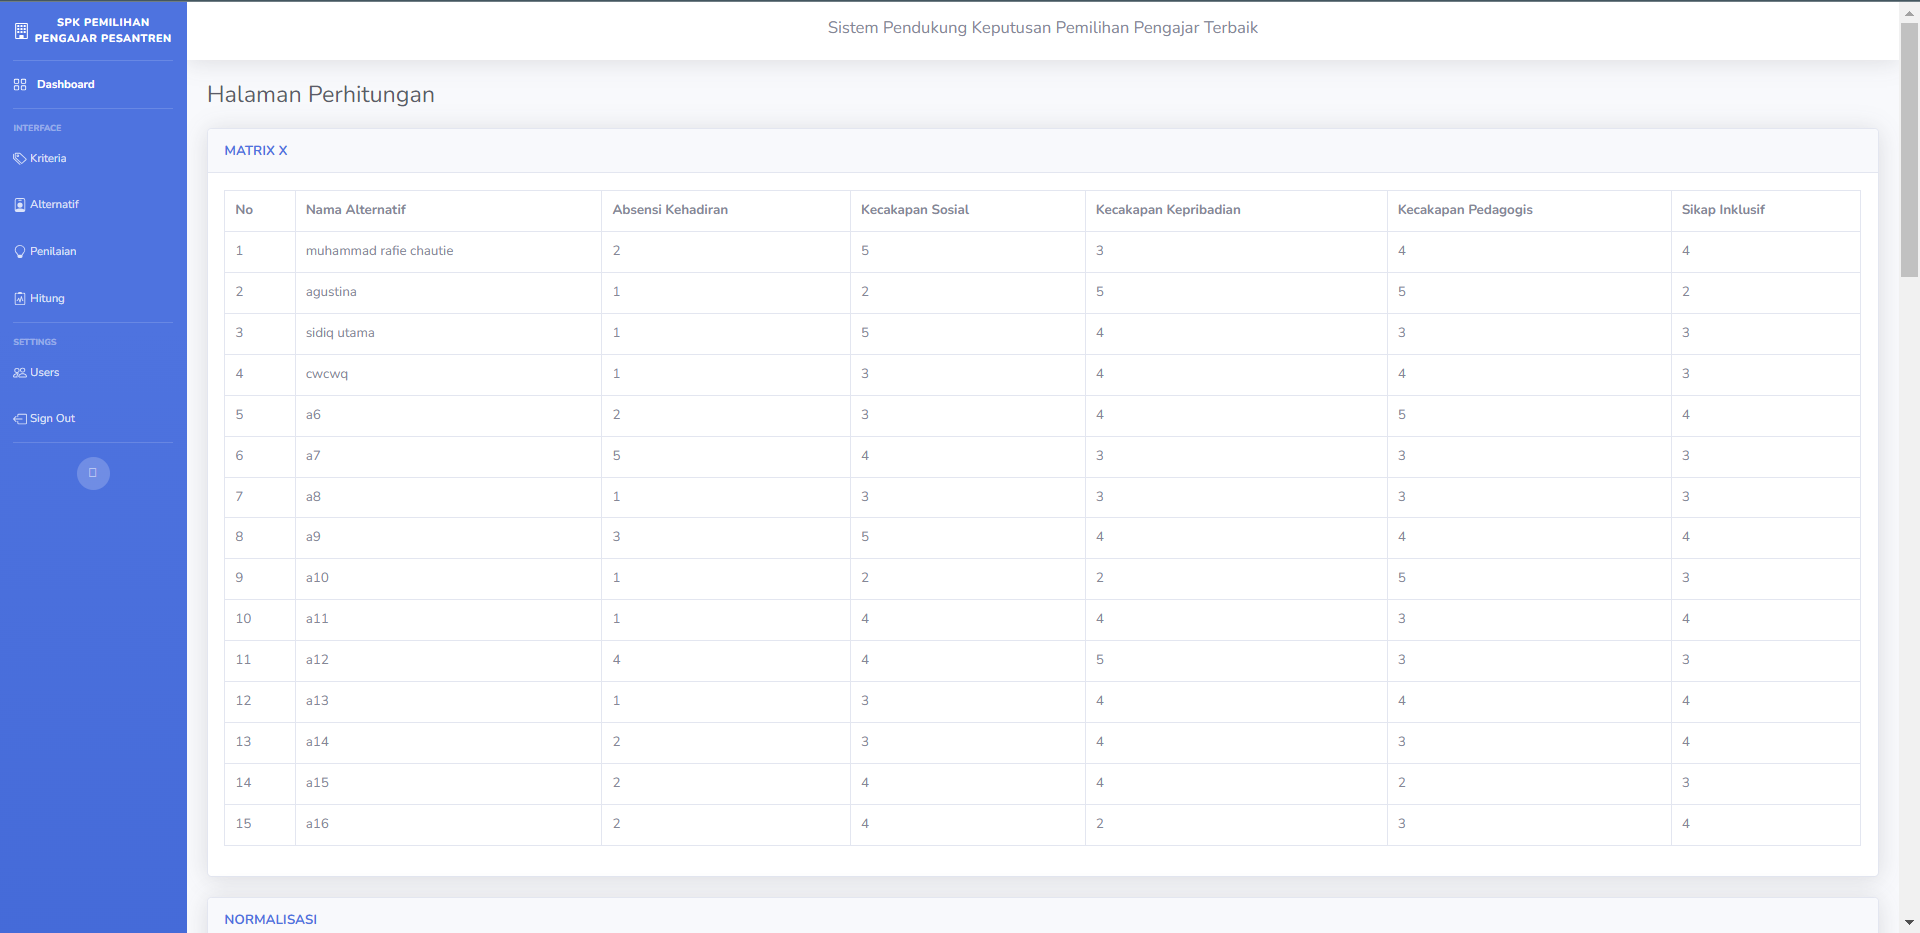 SPK PEMILIHAN
PENGAJAR PESANTREN
Dashboard
INTERFACE
Kriteria
Alternatif
Penilaian
Hitung
SETTINGS
Users
Sign Out
Sistem Pendukung Keputusan Pemilihan Pengajar Terbaik
Halaman Perhitungan
MATRIX X
No Nama Alternatif Absensi Kehadiran Kecakapan Sosial Kecakapan Kepribadian Kecakapan Pedagogis Sikap Inklusif
1 muhammad rafie chautie 2 5 3 4 4
2 agustina 1 2 5 5 2
3 sidiq utama 1 5 4 3 3
4 cwcwq 1 3 4 4 3
5 a6 2 3 4 5 4
6 a7 5 4 3 3 3
7 a8 1 3 3 3 3
8 a9 3 5 4 4 4
9 a10 1 2 2 5 3
10 a11 1 4 4 3 4
11 a12 4 4 5 3 3
12 a13 1 3 4 4 4
13 a14 2 3 4 3 4
14 a15 2 4 4 2 3
15 a16 2 4 2 3 4
NORMALISASI